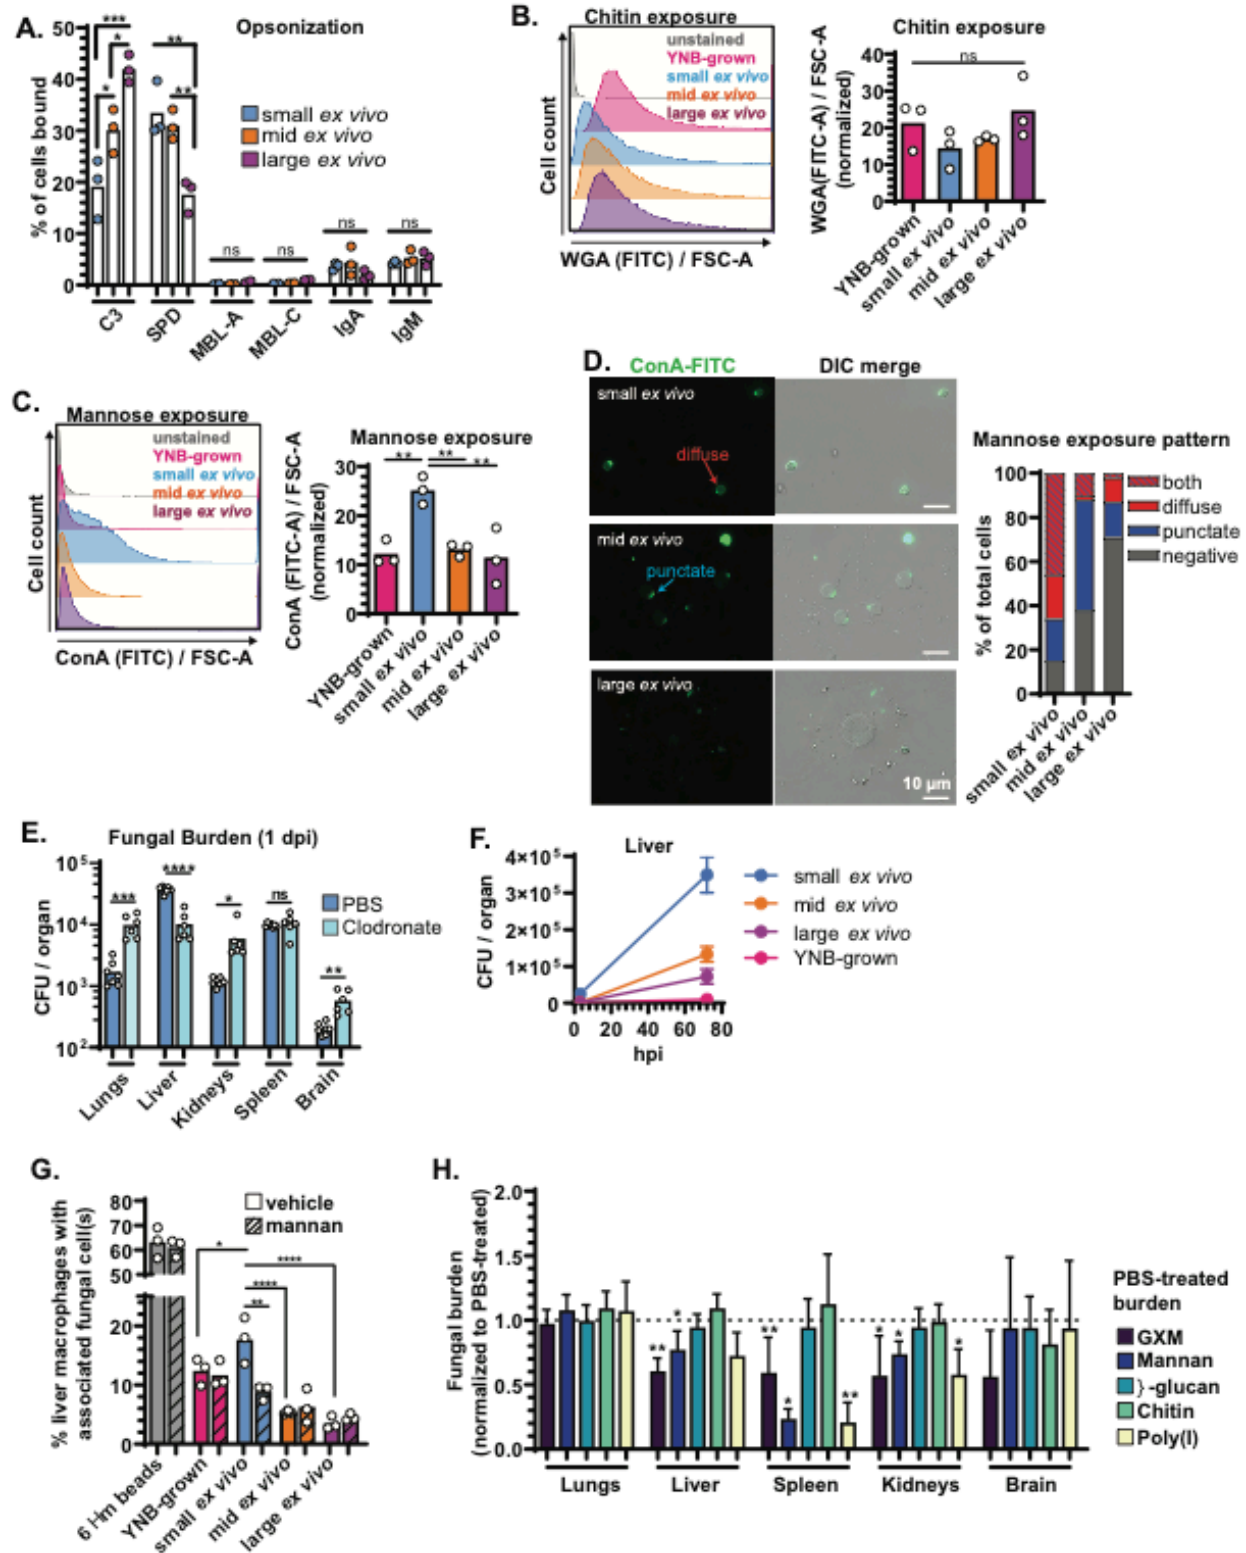 A.
Opsonization
% of cells bound
50
40
30
20
10
0
***
*
*
**
**
ns
ns
ns
ns
small ex vivo
mid ex vivo
large ex vivo
C3
SPD
MBL-A
MBL-C
IgA
IgM
B.
Chitin exposure
unstained
YNB-grown
small ex vivo
mid ex vivo
large ex vivo
Cell count
WGA (FITC) / FSC-A
Chitin exposure
WGA(FITC-A) / FSC-A
(normalized)
40
30
20
10
0
ns
YNB-grown
small ex vivo
mid ex vivo
large ex vivo
C.
Mannose exposure
unstained
YNB-grown
small ex vivo
mid ex vivo
large ex vivo
Cell count
ConA (FITC) / FSC-A
Mannose exposure
ConA (FITC-A) / FSC-A
(normalized)
30
20
10
0
**
**
**
YNB-grown
small ex vivo
mid ex vivo
large ex vivo
D.
ConA-FITC
DIC merge
small ex vivo
diffuse
mid ex vivo
punctate
large ex vivo
10 µm
Mannose exposure pattern
% of total cells
100
80
60
40
20
0
both
diffuse
punctate
negative
small ex vivo
mid ex vivo
large ex vivo
E.
Fungal Burden (1 dpi)
CFU / organ
10⁵
10⁴
10³
10²
***
****
*
ns
**
PBS
Clodronate
Lungs
Liver
Kidneys
Spleen
Brain
F.
Liver
CFU / organ
4×10⁵
3×10⁵
2×10⁵
1×10⁵
0
0 20 40 60 80
hpi
small ex vivo
mid ex vivo
large ex vivo
YNB-grown
G.
% liver macrophages with
associated fungal cell(s)
80
70
60
50
20
10
0
vehicle
mannan
*
****
****
**
6 µm beads
YNB-grown
small ex vivo
mid ex vivo
large ex vivo
H.
Fungal burden
(normalized to PBS-treated)
2.0
1.5
1.0
0.5
0.0
**
*
**
*
**
*
*
*
Lungs
Liver
Spleen
Kidneys
Brain
PBS-treated
burden
GXM
Mannan
}-glucan
Chitin
Poly(I)